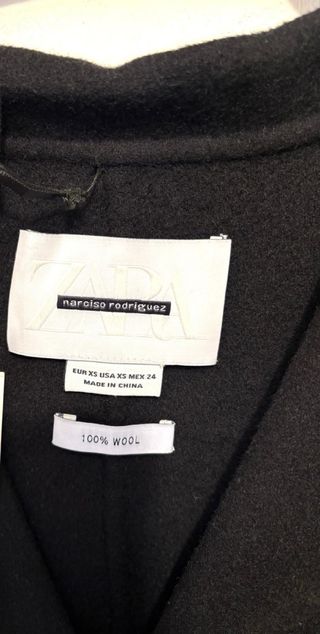 ZARA
narciso rodriguez
EUR XS USA XS MEX 24
MADE IN CHINA
100% WOOL